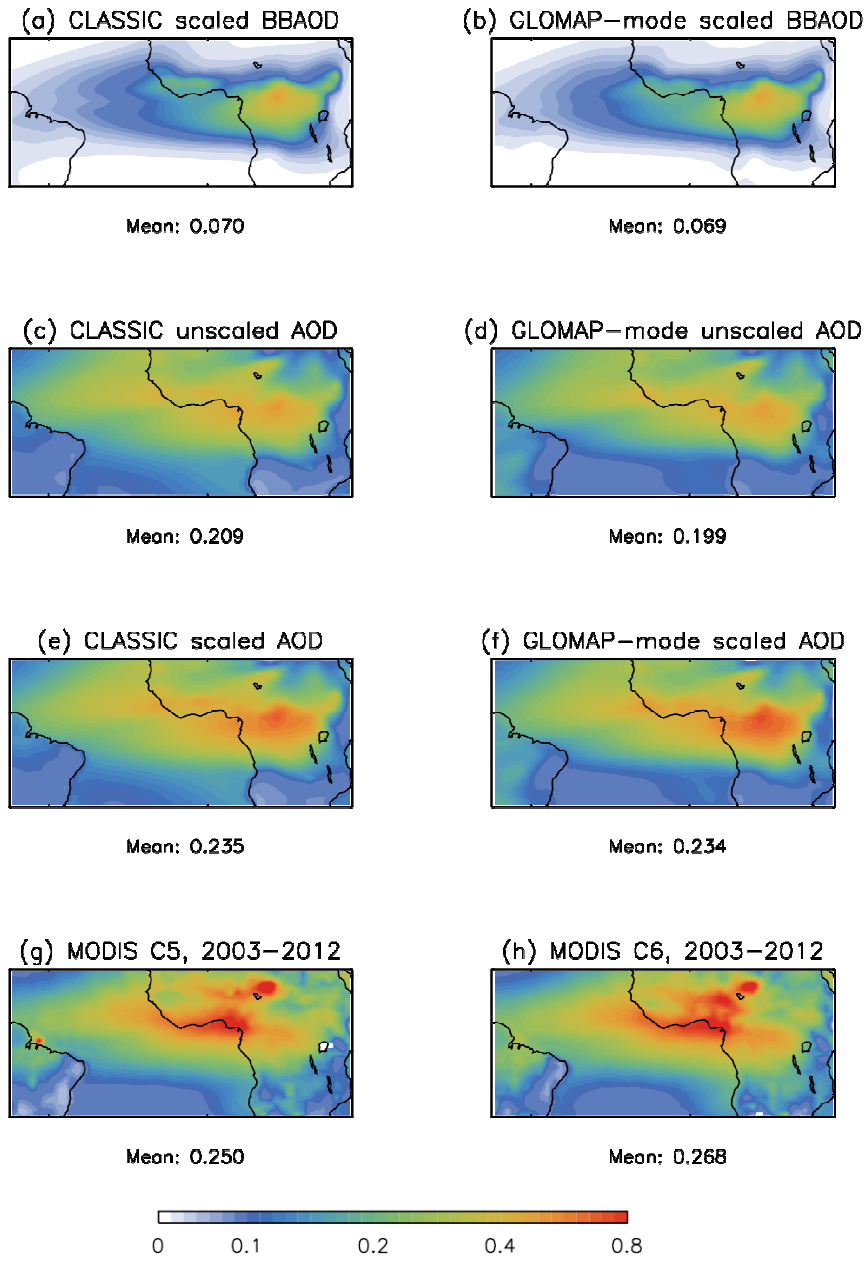 (a) CLASSIC scaled BBAOD
(b) GLOMAP-mode scaled BBAOD
Mean: 0.070
Mean: 0.069
(c) CLASSIC unscaled AOD
(d) GLOMAP-mode unscaled AOD
Mean: 0.209
Mean: 0.199
(e) CLASSIC scaled AOD
(f) GLOMAP-mode scaled AOD
Mean: 0.235
Mean: 0.234
(g) MODIS C5, 2003-2012
(h) MODIS C6, 2003-2012
Mean: 0.250
Mean: 0.268
0 0.1 0.2 0.4 0.8